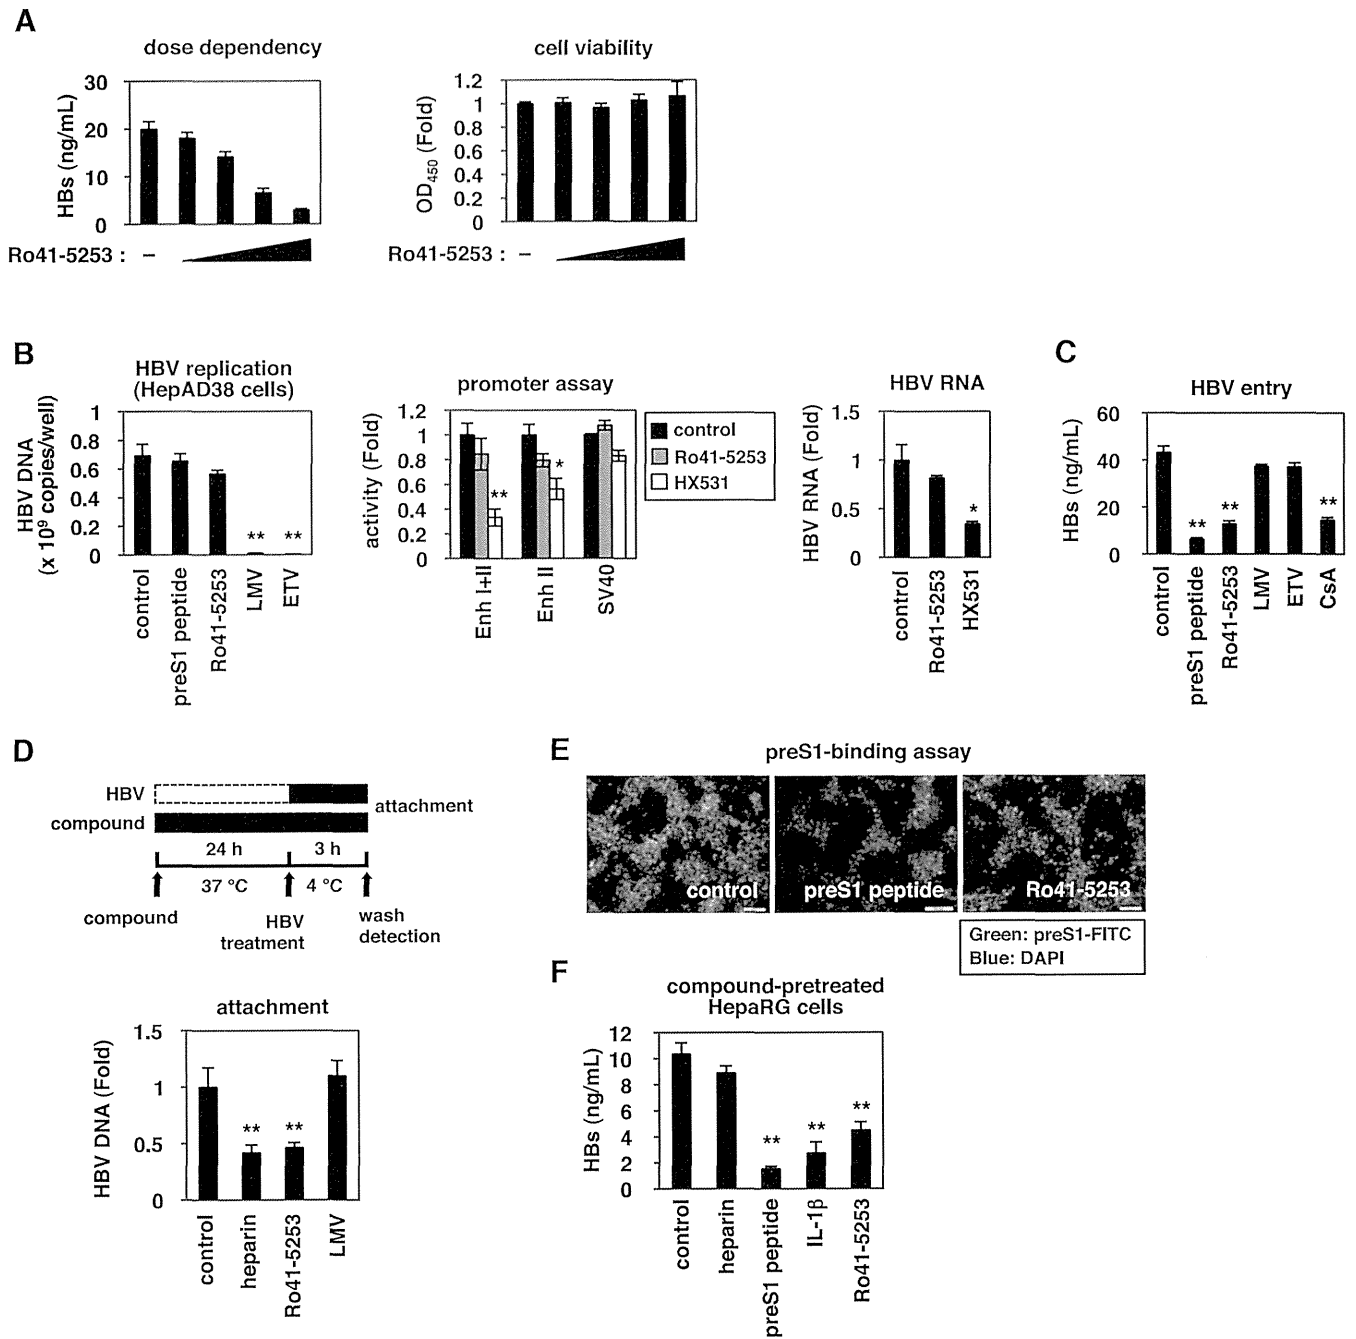 A
dose dependency
HBs (ng/mL)
30
20
10
0
Ro41-5253 : –
cell viability
OD450 (Fold)
1.2
1
0.8
0.6
0.4
0.2
0
Ro41-5253 : –
B
HBV replication
(HepAD38 cells)
HBV DNA
(x 10⁹ copies/well)
1
0.8
0.6
0.4
0.2
0
** **
control
preS1 peptide
Ro41-5253
LMV
ETV
promoter assay
activity (Fold)
1.2
1
0.8
0.6
0.4
0.2
0
**
*
Enh I+II
Enh II
SV40
control
Ro41-5253
HX531
HBV RNA
HBV RNA (Fold)
1.5
1
0.5
0
*
control
Ro41-5253
HX531
C
HBV entry
HBs (ng/mL)
60
40
20
0
** ** **
control
preS1 peptide
Ro41-5253
LMV
ETV
CsA
D
HBV
attachment
compound
24 h 3 h
37 °C 4 °C
compound
HBV
treatment
wash
detection
attachment
HBV DNA (Fold)
1.5
1
0.5
0
** **
control
heparin
Ro41-5253
LMV
E
preS1-binding assay
control
preS1 peptide
Ro41-5253
Green: preS1-FITC
Blue: DAPI
F
compound-pretreated
HepaRG cells
HBs (ng/mL)
12
10
8
6
4
2
0
** ** **
control
heparin
preS1 peptide
IL-1β
Ro41-5253